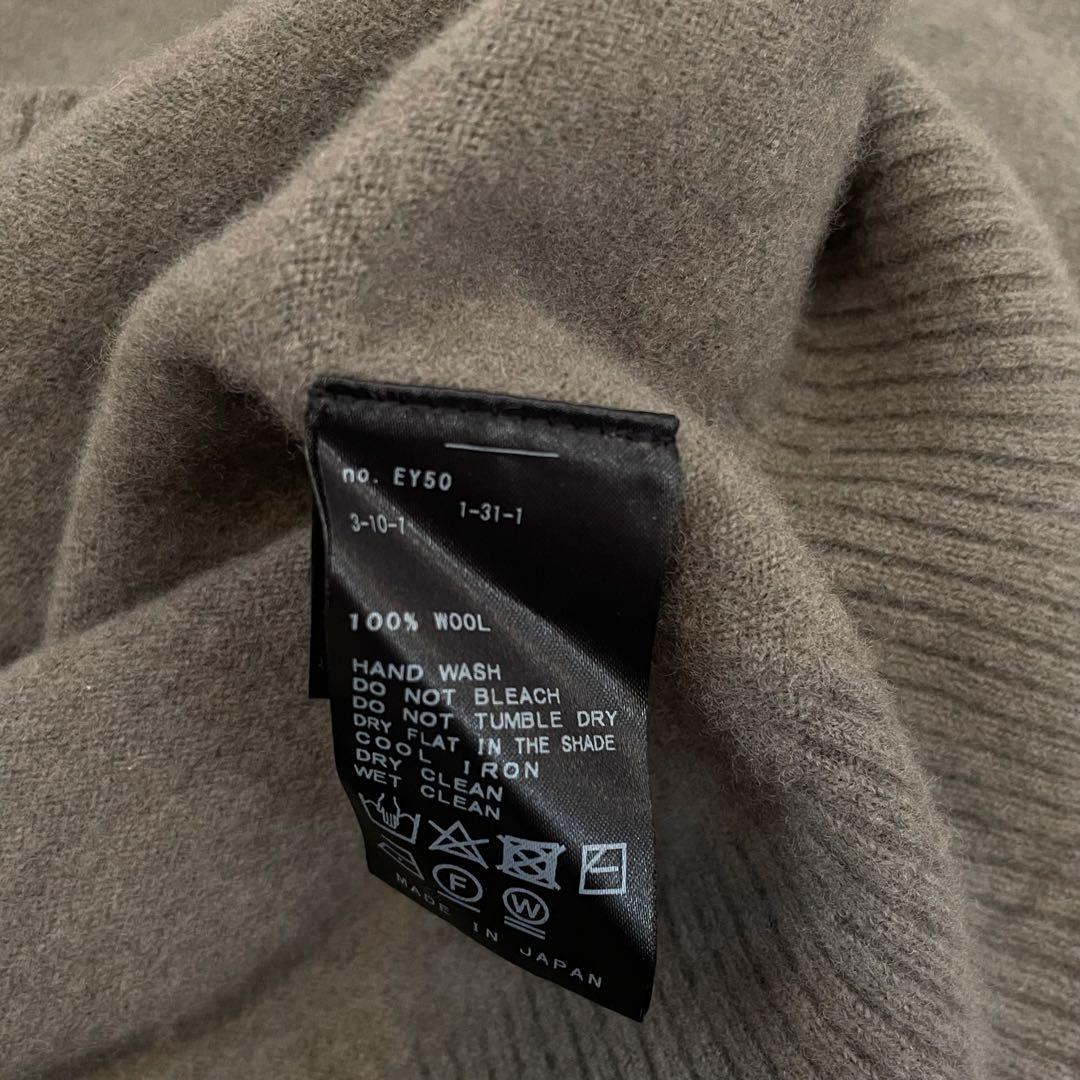 no. EY50
1-31-1
3-10-1
100% WOOL
HAND WASH
DO NOT BLEACH
DO NOT TUMBLE DRY
DRY FLAT IN THE SHADE
COOL IRON
DRY CLEAN
WET CLEAN
F
W
MADE IN JAPAN